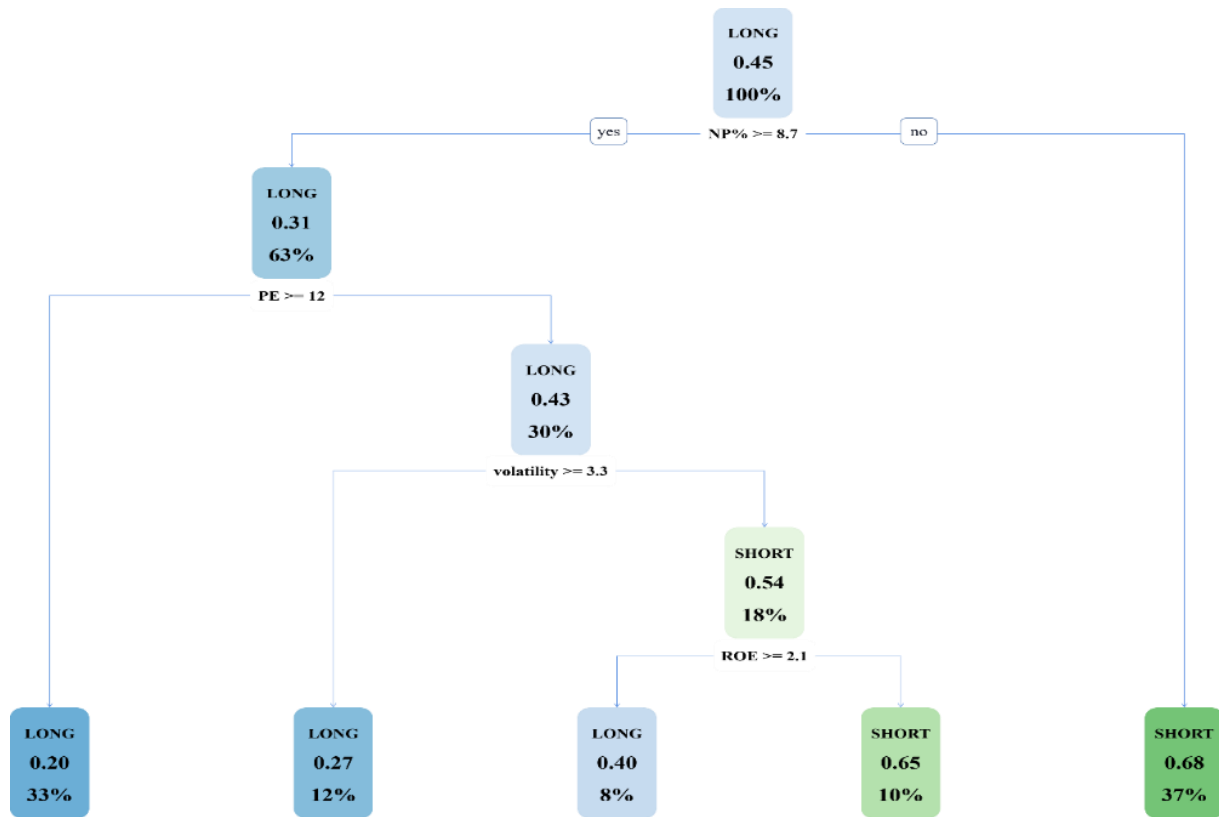 LONG
0.45
100%
yes
NP% >= 8.7
no
LONG
0.31
63%
PE >= 12
LONG
0.43
30%
volatility >= 3.3
SHORT
0.54
18%
ROE >= 2.1
LONG
0.20
33%
LONG
0.27
12%
LONG
0.40
8%
SHORT
0.65
10%
SHORT
0.68
37%